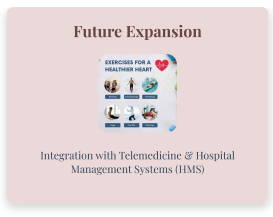 Future Expansion
EXERCISES FOR A
HEALTHIER HEART
Integration with Telemedicine & Hospital
Management Systems (HMS)